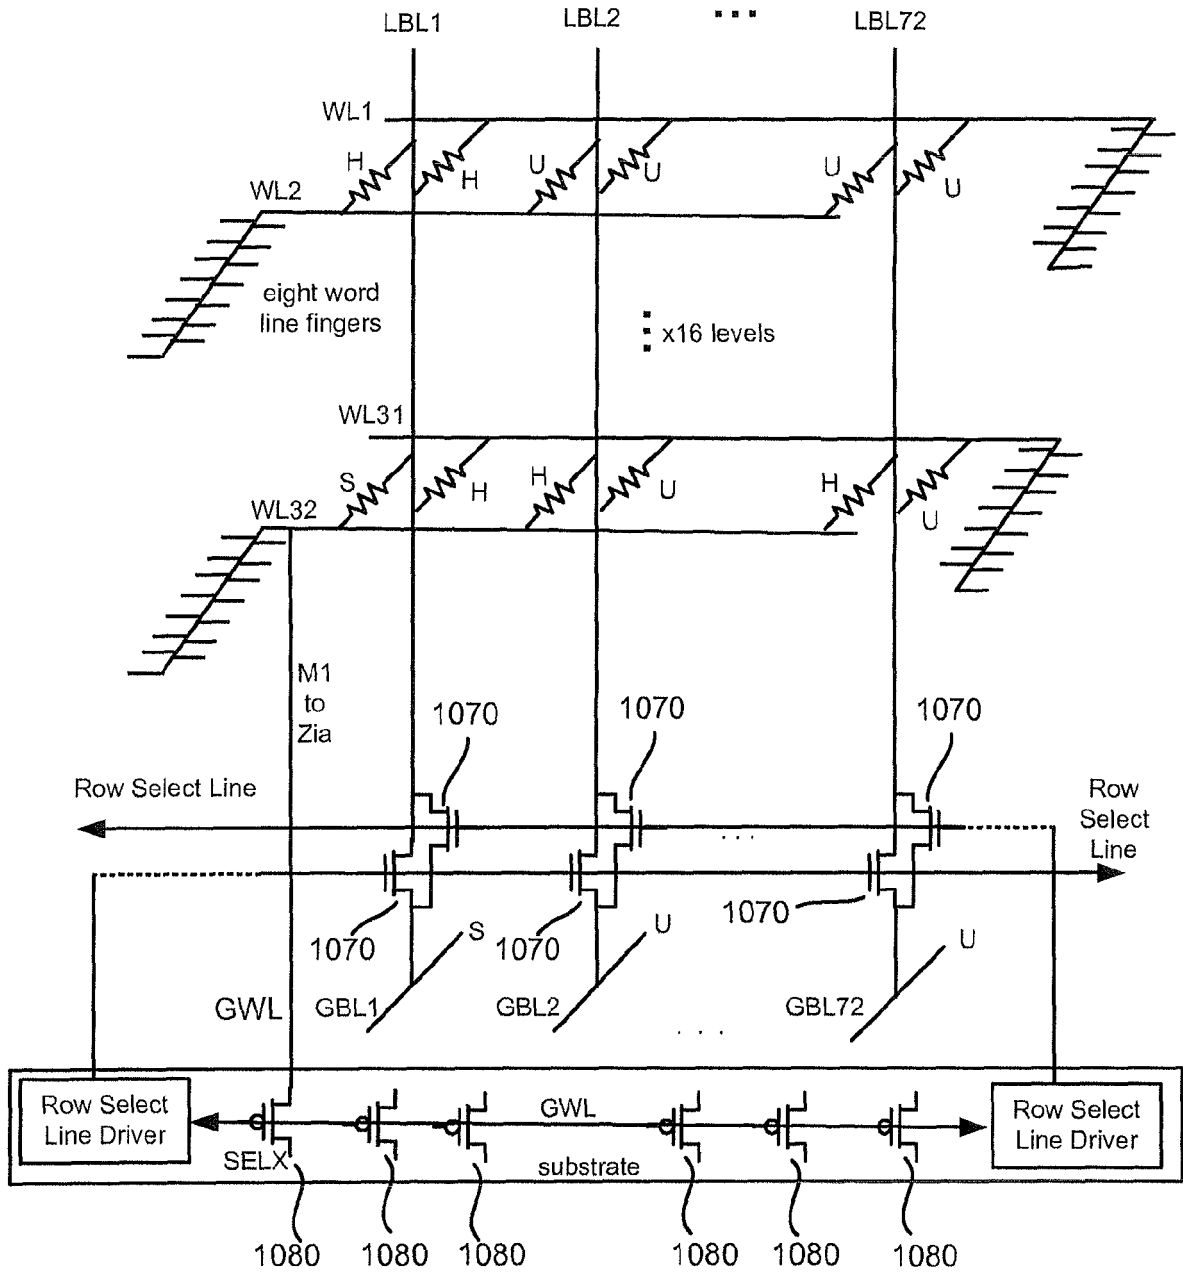 LBL1
LBL2
...
LBL72
WL1
H
H
U
U
U
U
WL2
eight word
line fingers
x16 levels
WL31
S
H
H
U
H
U
WL32
M1
to
Zia
1070
1070
1070
Row Select Line
Row
Select
Line
...
1070
1070
1070
S
U
U
GWL
GBL1
GBL2
GBL72
...
Row Select
Line Driver
GWL
Row Select
Line Driver
SELX
substrate
1080
1080
1080
1080
1080
1080